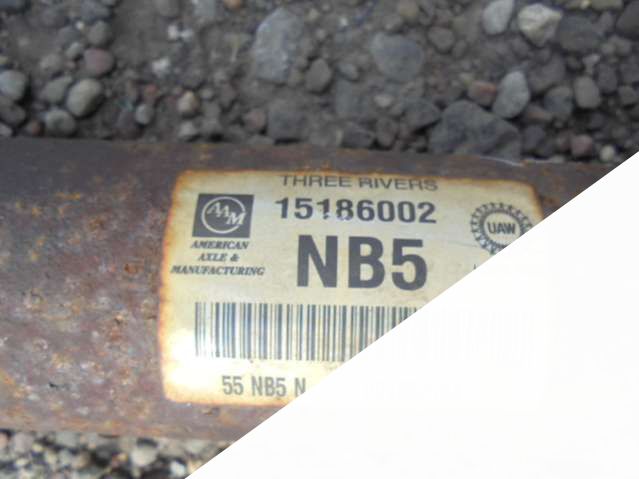 THREE RIVERS
AAM
15186002
UAW
AMERICAN
AXLE &
MANUFACTURING
NB5
55 NB5 N